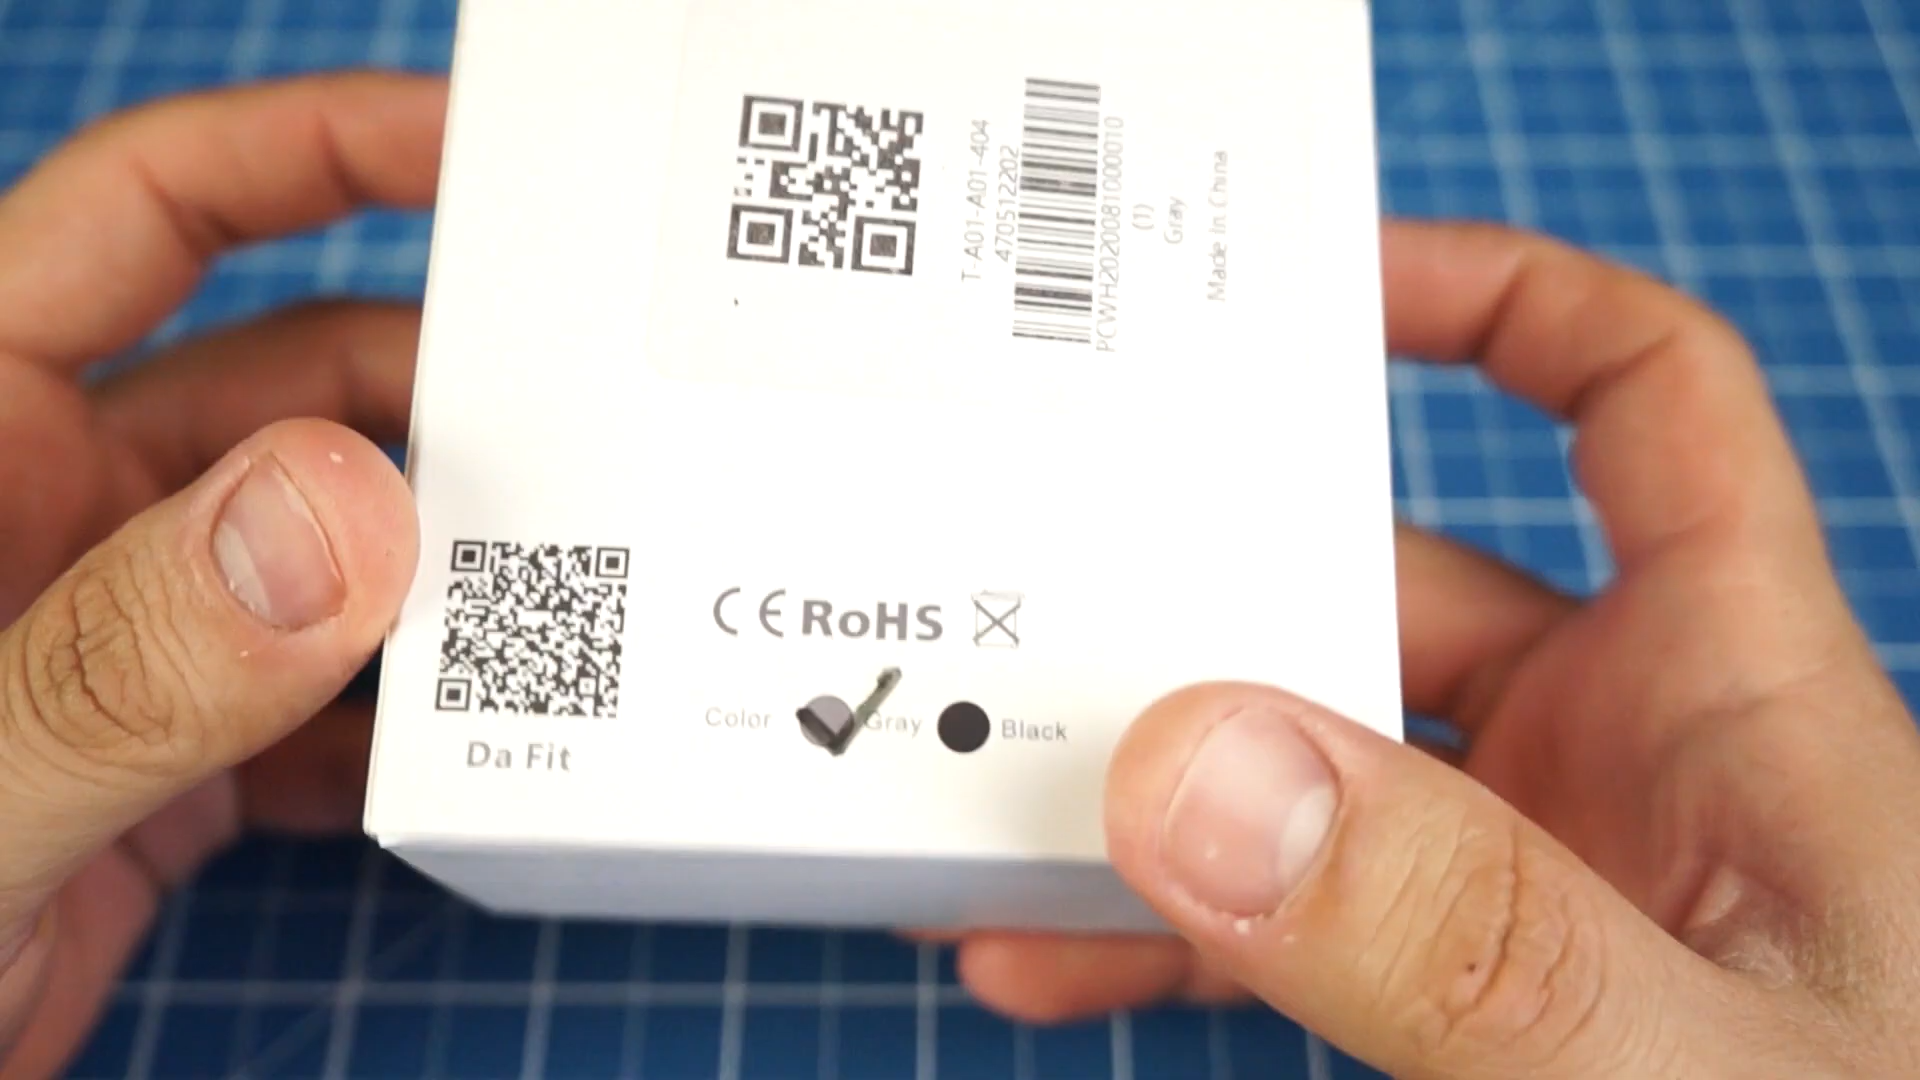 T-A01-A01-404
470512202
PCWH2020081000010
(1)
Gray
Made In China
CE RoHS
Color Gray Black
Da Fit